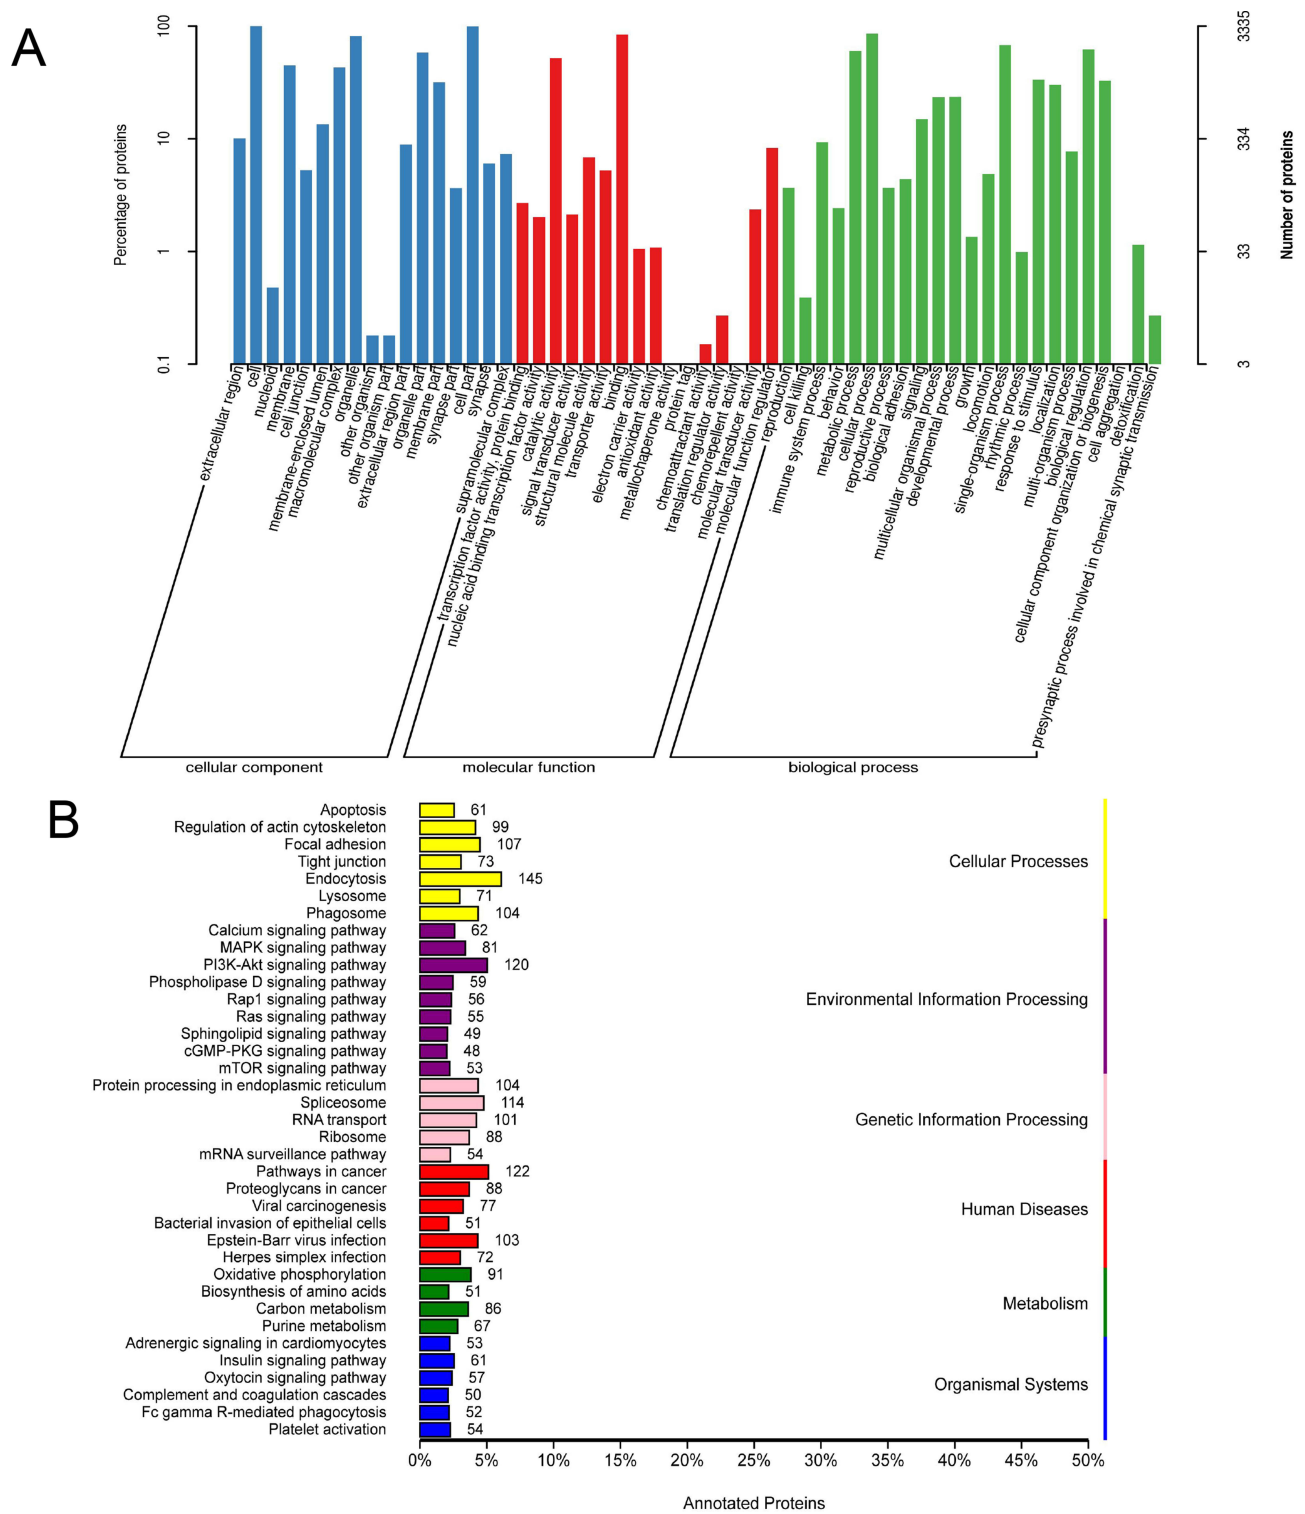 A
Percentage of proteins
100
10
1
0.1
Number of proteins
3335
334
33
3
extracellular region
cell
nucleoid
membrane
cell junction
membrane-enclosed lumen
macromolecular complex
organelle
other organism
other organism part
extracellular region part
organelle part
membrane part
synapse part
cell part
synapse
supramolecular complex
transcription factor activity, protein binding
nucleic acid binding transcription factor activity
catalytic activity
signal transducer activity
structural molecule activity
transporter activity
binding
electron carrier activity
antioxidant activity
metallochaperone activity
protein tag
chemoattractant activity
translation regulator activity
chemorepellent activity
molecular transducer activity
molecular function regulator
reproduction
cell killing
immune system process
behavior
metabolic process
cellular process
reproductive process
biological adhesion
signaling
multicellular organismal process
developmental process
growth
locomotion
single-organism process
rhythmic process
response to stimulus
localization
multi-organism process
biological regulation
cellular component organization or biogenesis
cell aggregation
detoxification
presynaptic process involved in chemical synaptic transmission
cellular component
molecular function
biological process
B
Apoptosis 61
Regulation of actin cytoskeleton 99
Focal adhesion 107
Tight junction 73
Endocytosis 145
Lysosome 71
Phagosome 104
Cellular Processes
Calcium signaling pathway 62
MAPK signaling pathway 81
PI3K-Akt signaling pathway 120
Phospholipase D signaling pathway 59
Rap1 signaling pathway 56
Ras signaling pathway 55
Sphingolipid signaling pathway 49
cGMP-PKG signaling pathway 48
mTOR signaling pathway 53
Environmental Information Processing
Protein processing in endoplasmic reticulum 104
Spliceosome 114
RNA transport 101
Ribosome 88
mRNA surveillance pathway 54
Genetic Information Processing
Pathways in cancer 122
Proteoglycans in cancer 88
Viral carcinogenesis 77
Bacterial invasion of epithelial cells 51
Epstein-Barr virus infection 103
Herpes simplex infection 72
Human Diseases
Oxidative phosphorylation 91
Biosynthesis of amino acids 51
Carbon metabolism 86
Purine metabolism 67
Metabolism
Adrenergic signaling in cardiomyocytes 53
Insulin signaling pathway 61
Oxytocin signaling pathway 57
Complement and coagulation cascades 50
Fc gamma R-mediated phagocytosis 52
Platelet activation 54
Organismal Systems
0% 5% 10% 15% 20% 25% 30% 35% 40% 45% 50%
Annotated Proteins